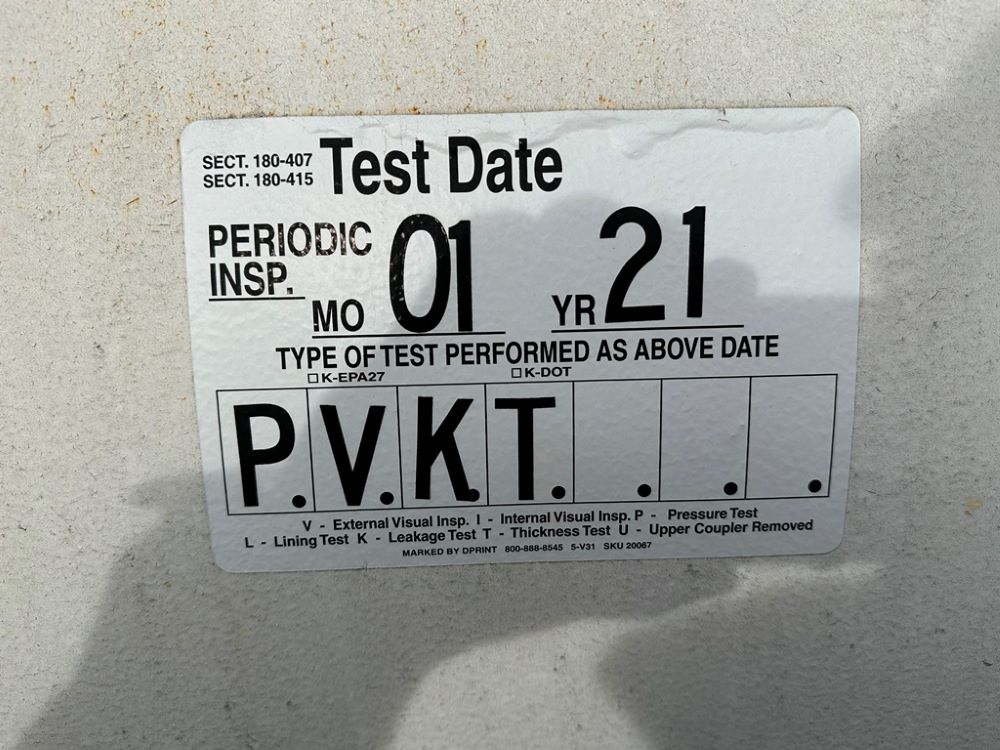 SECT. 180-407
SECT. 180-415
Test Date
PERIODIC
INSP.
MO 01 YR 21
TYPE OF TEST PERFORMED AS ABOVE DATE
☐ K-EPA27 ☐ K-DOT
P. V. K. T. . . .
V - External Visual Insp. I - Internal Visual Insp. P - Pressure Test
L - Lining Test K - Leakage Test T - Thickness Test U - Upper Coupler Removed
MARKED BY DPRINT 800-888-8545 5-V31 SKU 20067